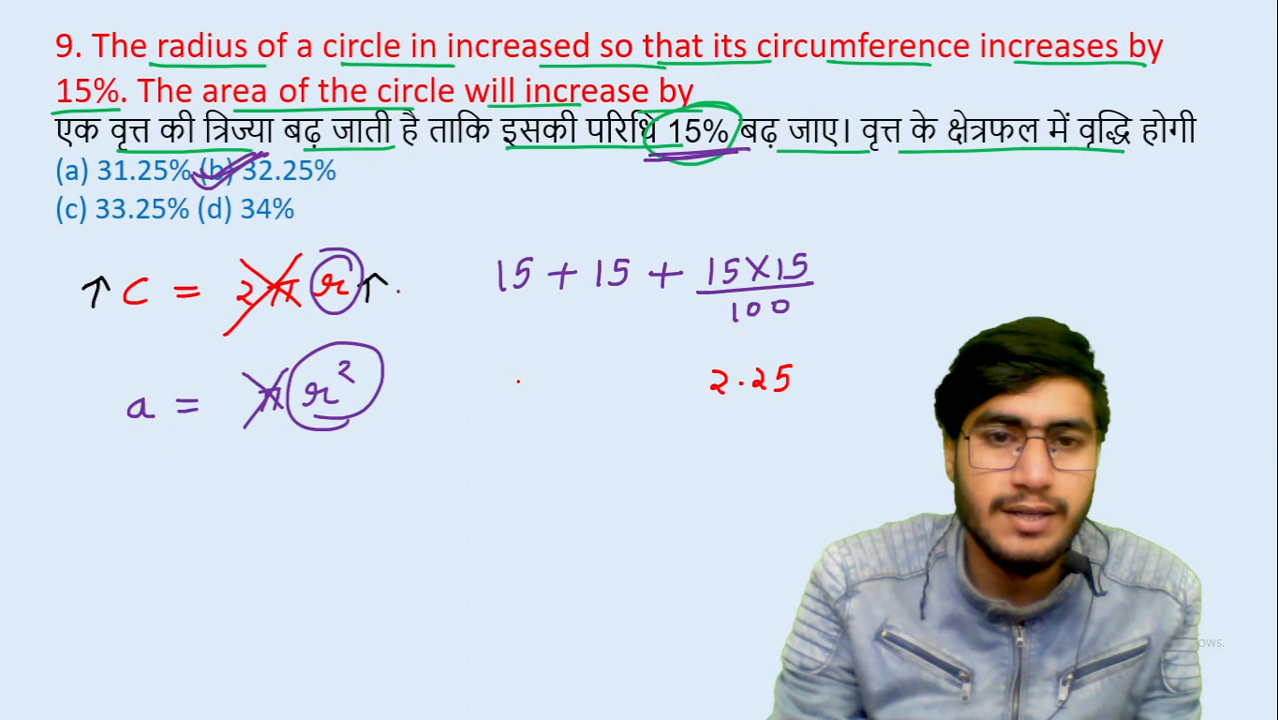 9. The radius of a circle in increased so that its circumference increases by
15%. The area of the circle will increase by
एक वृत्त की त्रिज्या बढ़ जाती है ताकि इसकी परिधि 15% बढ़ जाए। वृत्त के क्षेत्रफल में वृद्धि होगी
(a) 31.25% (b) 32.25%
(c) 33.25% (d) 34%
↑ C = 2π r ↑
15 + 15 + 15×15/100
a = π r²
2.25
ows.